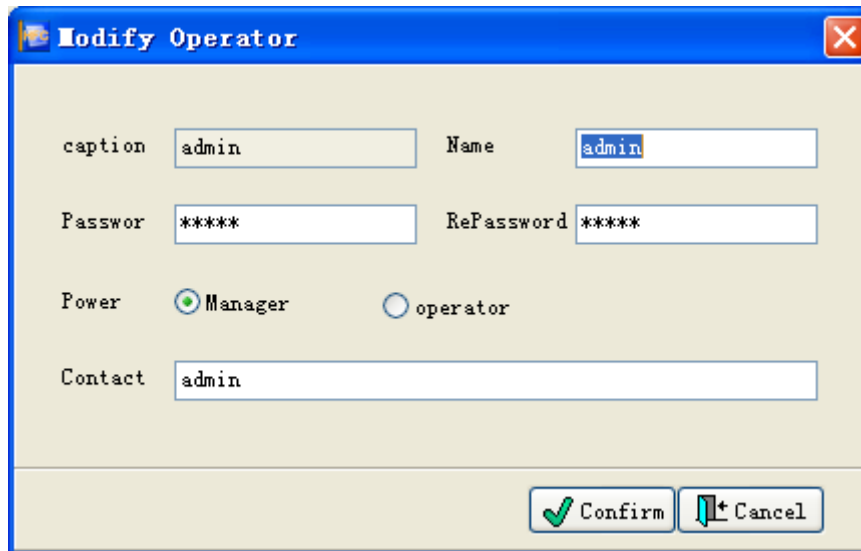 Modify Operator
caption admin Name admin
Passwor ***** RePassword *****
Power Manager operator
Contact admin
Confirm Cancel